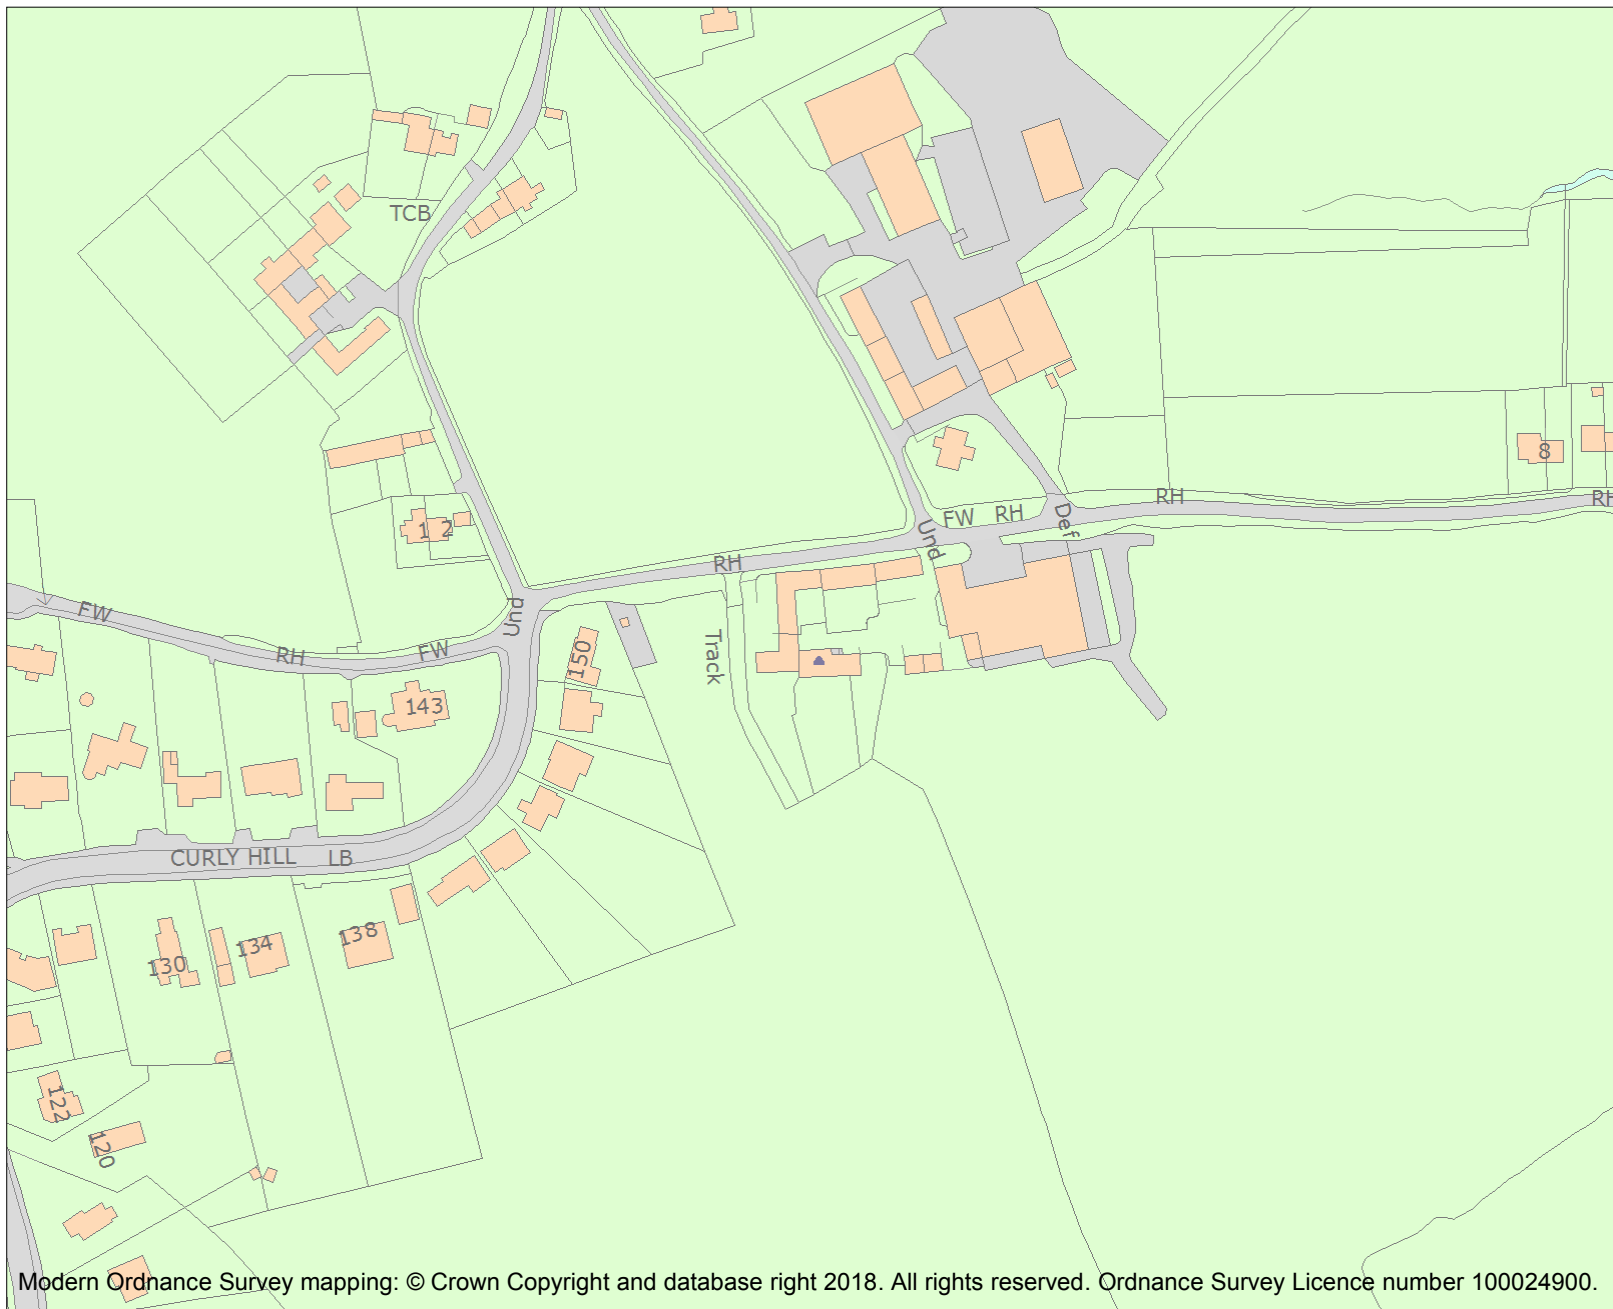 TCB
8
RH
RH
Def
FW RH
Und
1 2
RH
Und
FW
RH
FW
150
Track
143
CURLY HILL LB
138
134
130
122
120
Modern Ordnance Survey mapping: © Crown Copyright and database right 2018. All rights reserved. Ordnance Survey Licence number 100024900.